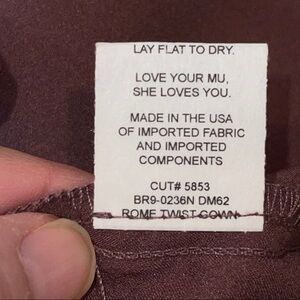 LAY FLAT TO DRY.
LOVE YOUR MU,
SHE LOVES YOU.
MADE IN THE USA
OF IMPORTED FABRIC
AND IMPORTED
COMPONENTS
CUT# 5853
BR9-0236N DM62
ROME TWIST GOWN